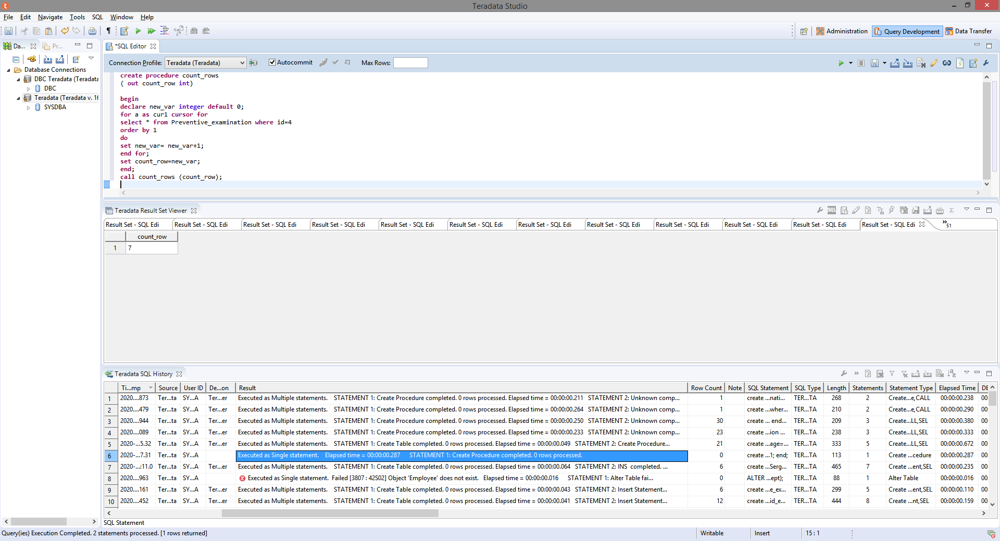 Teradata Studio
File Edit Navigate Tools SQL Window Help
Administration Query Development Data Transfer
Da... Pr...
Database Connections
DBC Teradata (Teradata
DBC
Teradata (Teradata v. 16
SYSDBA
*SQL Editor
Connection Profile: Teradata (Teradata) Autocommit Max Rows:
create procedure count_rows
( out count_row int)
begin
declare new_var integer default 0;
for a as cur1 cursor for
select * from Preventive_examination where id=4
order by 1
do
set new_var= new_var+1;
end for;
set count_row=new_var;
end;
call count_rows (count_row);
Teradata Result Set Viewer
Result Set - SQL Edi Result Set - SQL Edi Result Set - SQL Edi Result Set - SQL Edi Result Set - SQL Edi Result Set - SQL Edi Result Set - SQL Edi Result Set - SQL Edi Result Set - SQL Edi Result Set - SQL Edi Result Set - SQL Edi Result Set - SQL Edi »51
count_row
1 7
Teradata SQL History
Ti...mp Source User ID De...on Result Row Count Note SQL Statement SQL Type Length Statements Statement Type Elapsed Time DE
1 2020....873 Ter...ta SY...A Ter...er Executed as Multiple statements. STATEMENT 1: Create Procedure completed. 0 rows processed. Elapsed time = 00:00:00.211 STATEMENT 2: Unknown comp... 1 create ...nati... TER...TA 268 2 Create...e,CALL 00:00:00.238 00:
2 2020....479 Ter...ta SY...A Ter...er Executed as Multiple statements. STATEMENT 1: Create Procedure completed. 0 rows processed. Elapsed time = 00:00:00.264 STATEMENT 2: Unknown comp... 1 create ...wher... TER...TA 210 2 Create...e,CALL 00:00:00.290 00:
3 2020....944 Ter...ta SY...A Ter...er Executed as Multiple statements. STATEMENT 1: Create Procedure completed. 0 rows processed. Elapsed time = 00:00:00.250 STATEMENT 2: Unknown comp... 30 create ... end... TER...TA 209 3 Create...LL,SEL 00:00:00.380 00:
4 2020....089 Ter...ta SY...A Ter...er Executed as Multiple statements. STATEMENT 1: Create Procedure completed. 0 rows processed. Elapsed time = 00:00:00.233 STATEMENT 2: Unknown comp... 23 create ...ion ... TER...TA 238 3 Create...LL,SEL 00:00:00.333 00:
5 2020-...5.32 Ter...ta SY...A Ter...er Executed as Multiple statements. STATEMENT 1: Create Table completed. 0 rows processed. Elapsed time = 00:00:00.049 STATEMENT 2: Create Procedure... 21 create ...age=... TER...TA 333 5 Create...LL,SEL 00:00:00.672 00:
6 2020-...7.31 Ter...ta SY...A Executed as Single statement. Elapsed time = 00:00:00.287 STATEMENT 1: Create Procedure completed. 0 rows processed. 0 create ...1; end; TER...TA 113 1 Create ...cedure 00:00:00.287 00:
7 2020-...:11.0 Ter...ta SY...A Ter...er Executed as Multiple statements. STATEMENT 1: Create Table completed. 0 rows processed. Elapsed time = 00:00:00.064 STATEMENT 2: INS completed. ... 6 create ...Serg... TER...TA 465 7 Create ...ent,SEL 00:00:00.235 00:
8 2020....963 Ter...ta SY...A Executed as Single statement. Failed [3807 : 42S02] Object 'Employee' does not exist. Elapsed time = 00:00:00.016 STATEMENT 1: Alter Table fai... 0 ALTER ...ept); TER...TA 88 1 Alter Table 00:00:00.016 00:
9 2020....161 Ter...ta SY...A Ter...er Executed as Multiple statements. STATEMENT 1: Create Table completed. 0 rows processed. Elapsed time = 00:00:00.043 STATEMENT 2: Insert Statement... 6 create ...e_ex... TER...TA 299 5 Create ...ent,SEL 00:00:00.110 00:
10 2020....452 Ter...ta SY...A Ter...er Executed as Multiple statements. STATEMENT 1: Create Table completed. 0 rows processed. Elapsed time = 00:00:00.041 STATEMENT 2: Insert Statement... 12 create ...id_e... TER...TA 444 8 Create ...nt,SEL 00:00:00.159 00:
SQL Statement
Query(ies) Execution Completed. 2 statements processed. [1 rows returned] Writable Insert 15 : 1